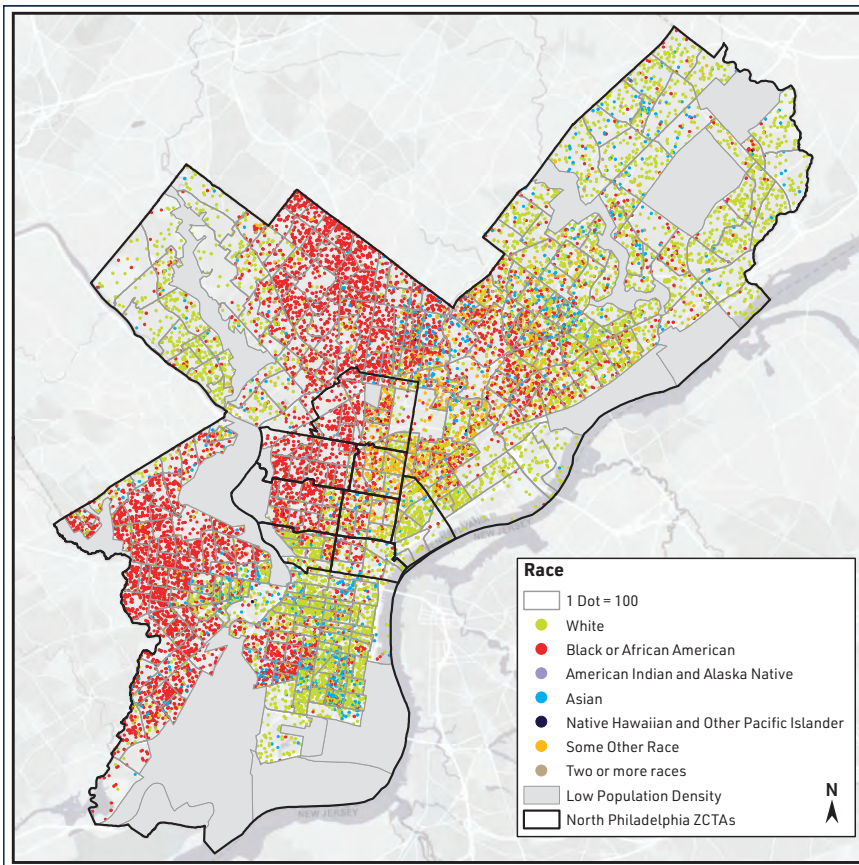 NEW JERSEY
Race
1 Dot = 100
White
Black or African American
American Indian and Alaska Native
Asian
Native Hawaiian and Other Pacific Islander
Some Other Race
Two or more races
Low Population Density
North Philadelphia ZCTAs
N
NEW JERSEY